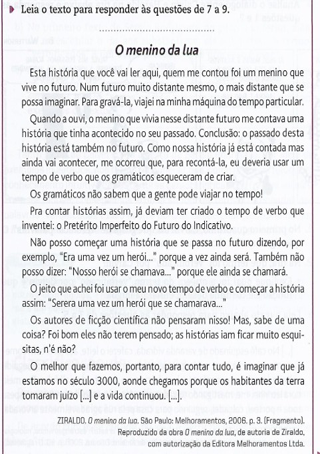 ▶ Leia o texto para responder às questões de 7 a 9.
O menino da lua
Esta história que você vai ler aqui, quem me contou foi um menino que
vive no futuro. Num futuro muito distante mesmo, o mais distante que se
possa imaginar. Para gravá-la, viajei na minha máquina do tempo particular.
Quando a ouvi, o menino que vivia nesse distante futuro me contava uma
história que tinha acontecido no seu passado. Conclusão: o passado desta
história está também no futuro. Como nossa história já está contada mas
ainda vai acontecer, me ocorreu que, para recontá-la, eu deveria usar um
tempo de verbo que os gramáticos esqueceram de criar.
Os gramáticos não sabem que a gente pode viajar no tempo!
Pra contar histórias assim, já deviam ter criado o tempo de verbo que
inventei: o Pretérito Imperfeito do Futuro do Indicativo.
Não posso começar uma história que se passa no futuro dizendo, por
exemplo, "Era uma vez um herói..." porque a vez ainda será. Também não
posso dizer: "Nosso herói se chamava..." porque ele ainda se chamará.
O jeito que achei foi usar o meu novo tempo de verbo e começar a história
assim: "Serera uma vez um herói que se chamarava..."
Os autores de ficção científica não pensaram nisso! Mas, sabe de uma
coisa? Foi bom eles não terem pensado; as histórias iam ficar muito esqui-
sitas, n'é não?
O melhor que fazemos, portanto, para contar tudo, é imaginar que já
estamos no século 3000, aonde chegamos porque os habitantes da terra
tomaram juízo [...] e a vida continuou. [...].
ZIRALDO. O menino da lua. São Paulo: Melhoramentos, 2006. p. 3. (Fragmento).
Reproduzido da obra O menino da lua, de autoria de Ziraldo,
com autorização da Editora Melhoramentos Ltda.